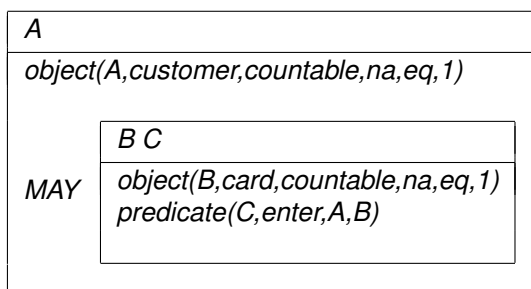 A
object(A,customer,countable,na,eq,1)
B C
MAY
object(B,card,countable,na,eq,1)
predicate(C,enter,A,B)